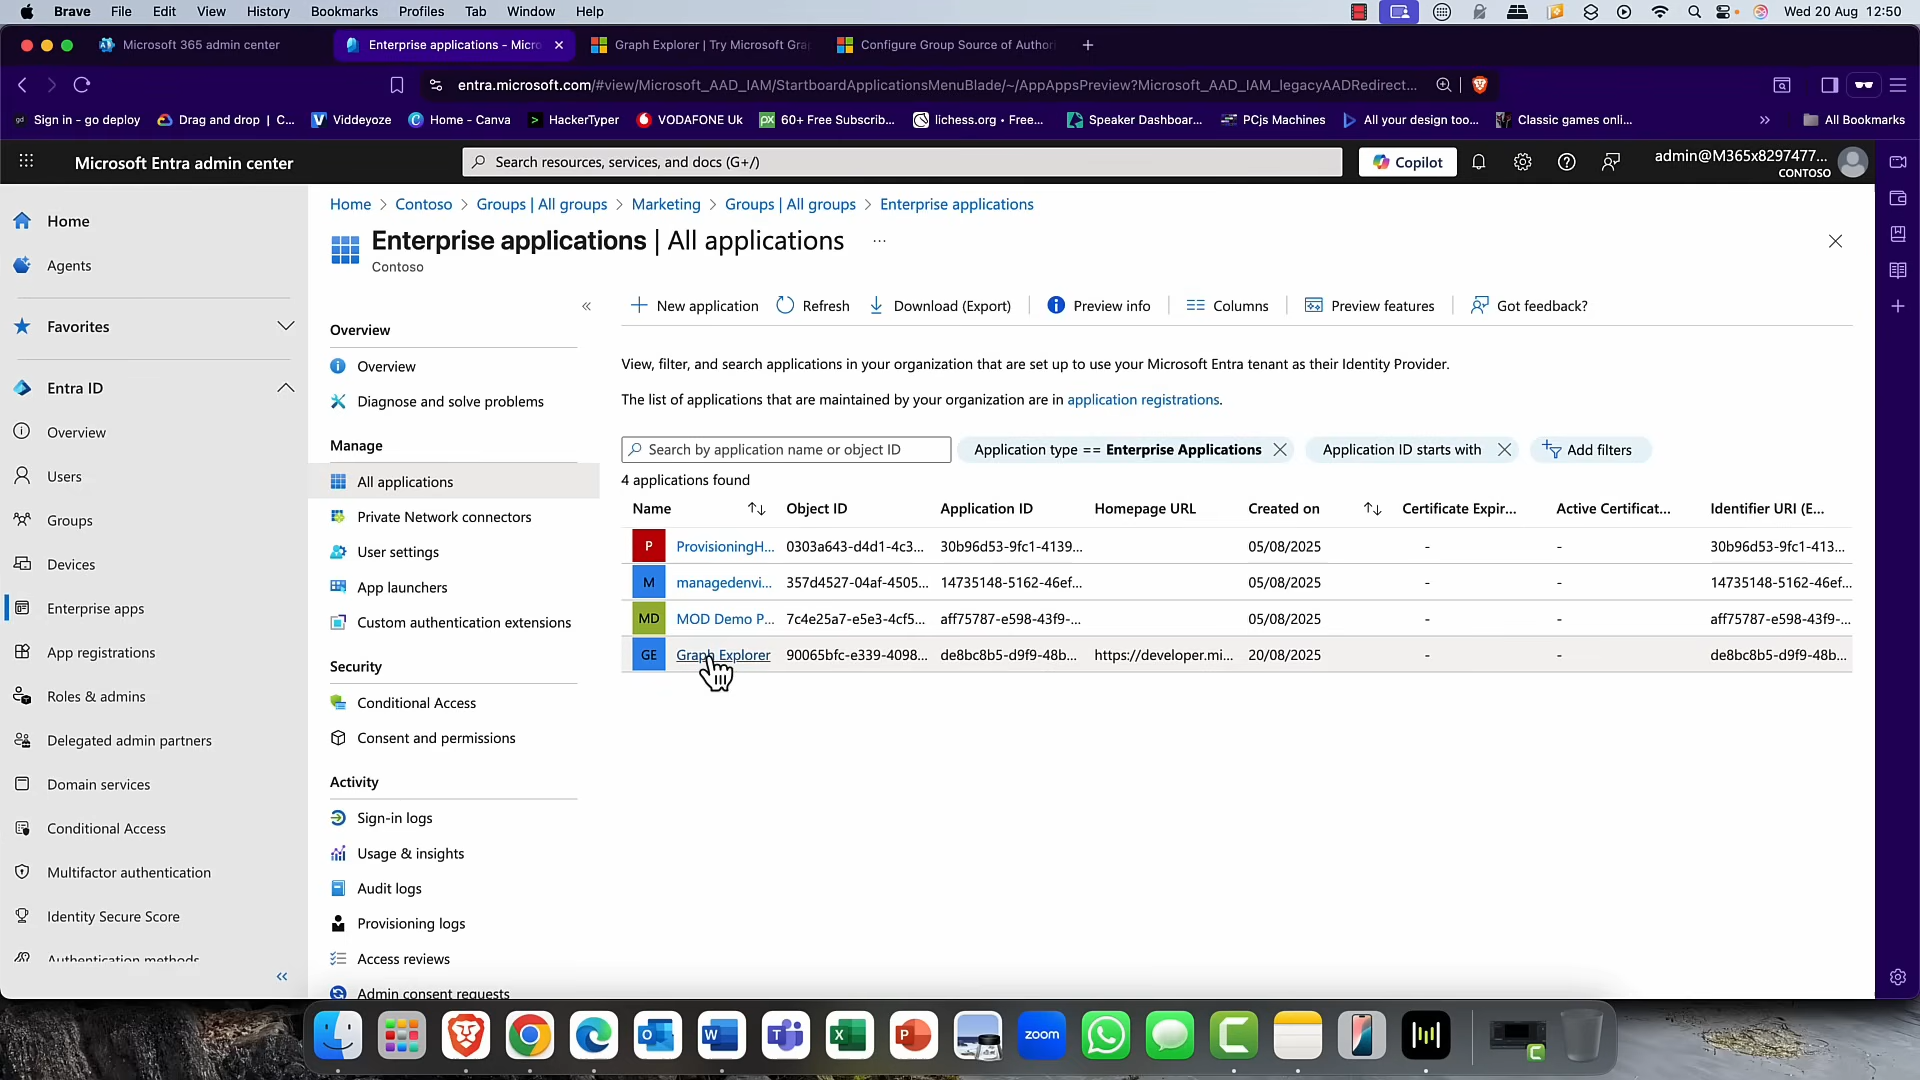 Brave File Edit View History Bookmarks Profiles Tab Window Help Wed 20 Aug 12:50
Microsoft 365 admin center Enterprise applications - Micro Graph Explorer | Try Microsoft Gra Configure Group Source of Author
entra.microsoft.com/#view/Microsoft_AAD_IAM/StartboardApplicationsMenuBlade/~/AppAppsPreview?Microsoft_AAD_IAM_legacyAADRedirect...
Sign in - go deploy Drag and drop | C... Viddeyoze Home - Canva HackerTyper VODAFONE Uk 60+ Free Subscrib... lichess.org • Free... Speaker Dashboar... PCjs Machines All your design too... Classic games onli... All Bookmarks
Microsoft Entra admin center
Search resources, services, and docs (G+/)
Copilot
admin@M365x8297477...
CONTOSO
Home
Agents
Favorites
Entra ID
Overview
Users
Groups
Devices
Enterprise apps
App registrations
Roles & admins
Delegated admin partners
Domain services
Conditional Access
Multifactor authentication
Identity Secure Score
Authentication methods
Home > Contoso > Groups | All groups > Marketing > Groups | All groups > Enterprise applications
Enterprise applications | All applications ...
Contoso
Overview
Overview
Diagnose and solve problems
Manage
All applications
Private Network connectors
User settings
App launchers
Custom authentication extensions
Security
Conditional Access
Consent and permissions
Activity
Sign-in logs
Usage & insights
Audit logs
Provisioning logs
Access reviews
Admin consent requests
New application Refresh Download (Export) Preview info Columns Preview features Got feedback?
View, filter, and search applications in your organization that are set up to use your Microsoft Entra tenant as their Identity Provider.
The list of applications that are maintained by your organization are in application registrations.
Search by application name or object ID Application type == Enterprise Applications Application ID starts with Add filters
4 applications found
Name Object ID Application ID Homepage URL Created on Certificate Expir... Active Certificat... Identifier URI (E...
P ProvisioningH... 0303a643-d4d1-4c3... 30b96d53-9fc1-4139... 05/08/2025 - - 30b96d53-9fc1-413...
M managedenvi... 357d4527-04af-4505... 14735148-5162-46ef... 05/08/2025 - - 14735148-5162-46ef...
MD MOD Demo P... 7c4e25a7-e5e3-4cf5... aff75787-e598-43f9-... 05/08/2025 - - aff75787-e598-43f9-...
GE Graph Explorer 90065bfc-e339-4098... de8bc8b5-d9f9-48b... https://developer.mi... 20/08/2025 - - de8bc8b5-d9f9-48b...
zoom